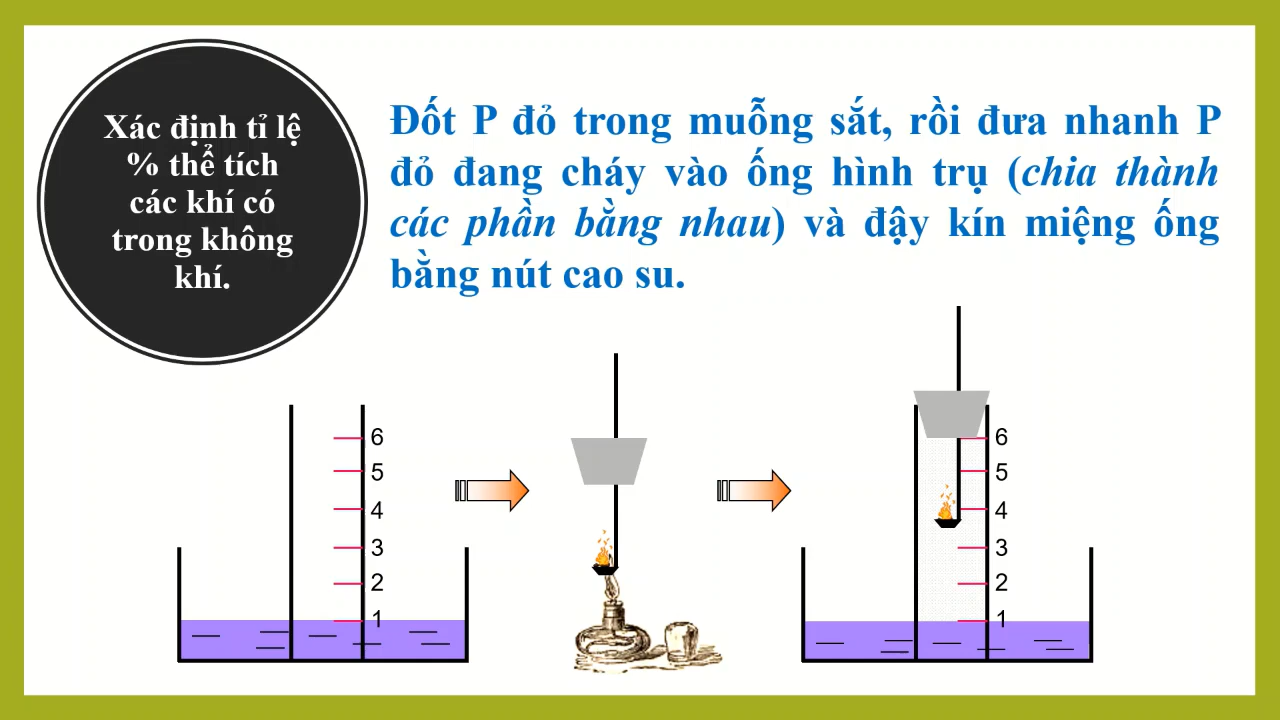 Xác định tỉ lệ
% thể tích
các khí có
trong không
khí.
Đốt P đỏ trong muỗng sắt, rồi đưa nhanh P
đỏ đang cháy vào ống hình trụ (chia thành
các phần bằng nhau) và đậy kín miệng ống
bằng nút cao su.
6
5
4
3
2
1
6
5
4
3
2
1